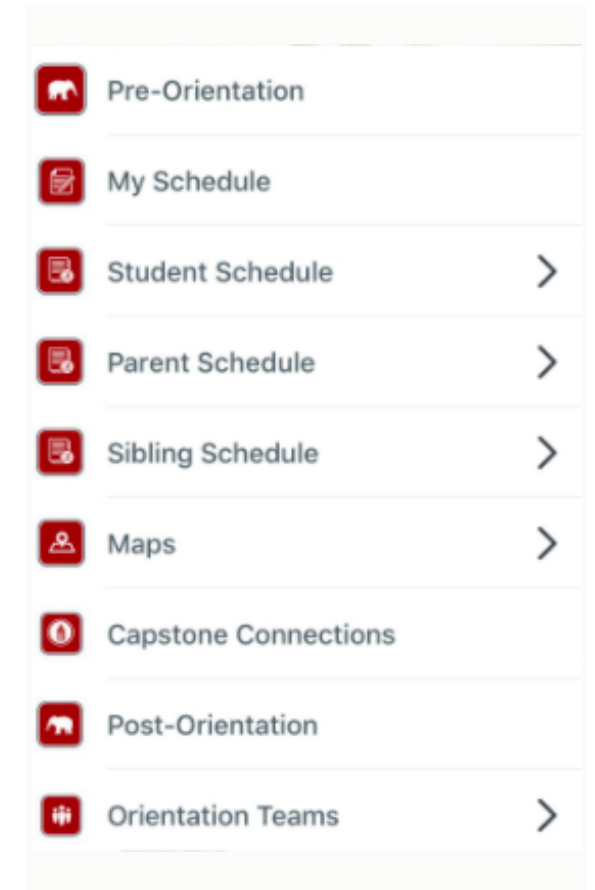 Pre-Orientation
My Schedule
Student Schedule
Parent Schedule
Sibling Schedule
Maps
Capstone Connections
Post-Orientation
Orientation Teams